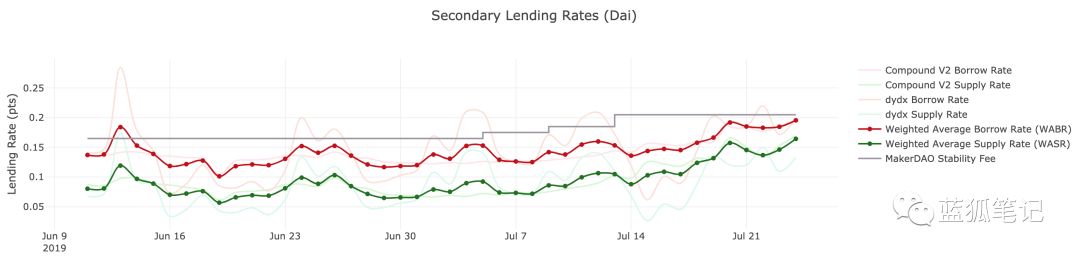 Secondary Lending Rates (Dai)
Lending Rate (pts)
0.25
0.2
0.15
0.1
0.05
Jun 9
2019
Jun 16
Jun 23
Jun 30
Jul 7
Jul 14
Jul 21
Compound V2 Borrow Rate
Compound V2 Supply Rate
dydx Borrow Rate
dydx Supply Rate
Weighted Average Borrow Rate (WABR)
Weighted Average Supply Rate (WASR)
MakerDAO Stability Fee
蓝狐笔记